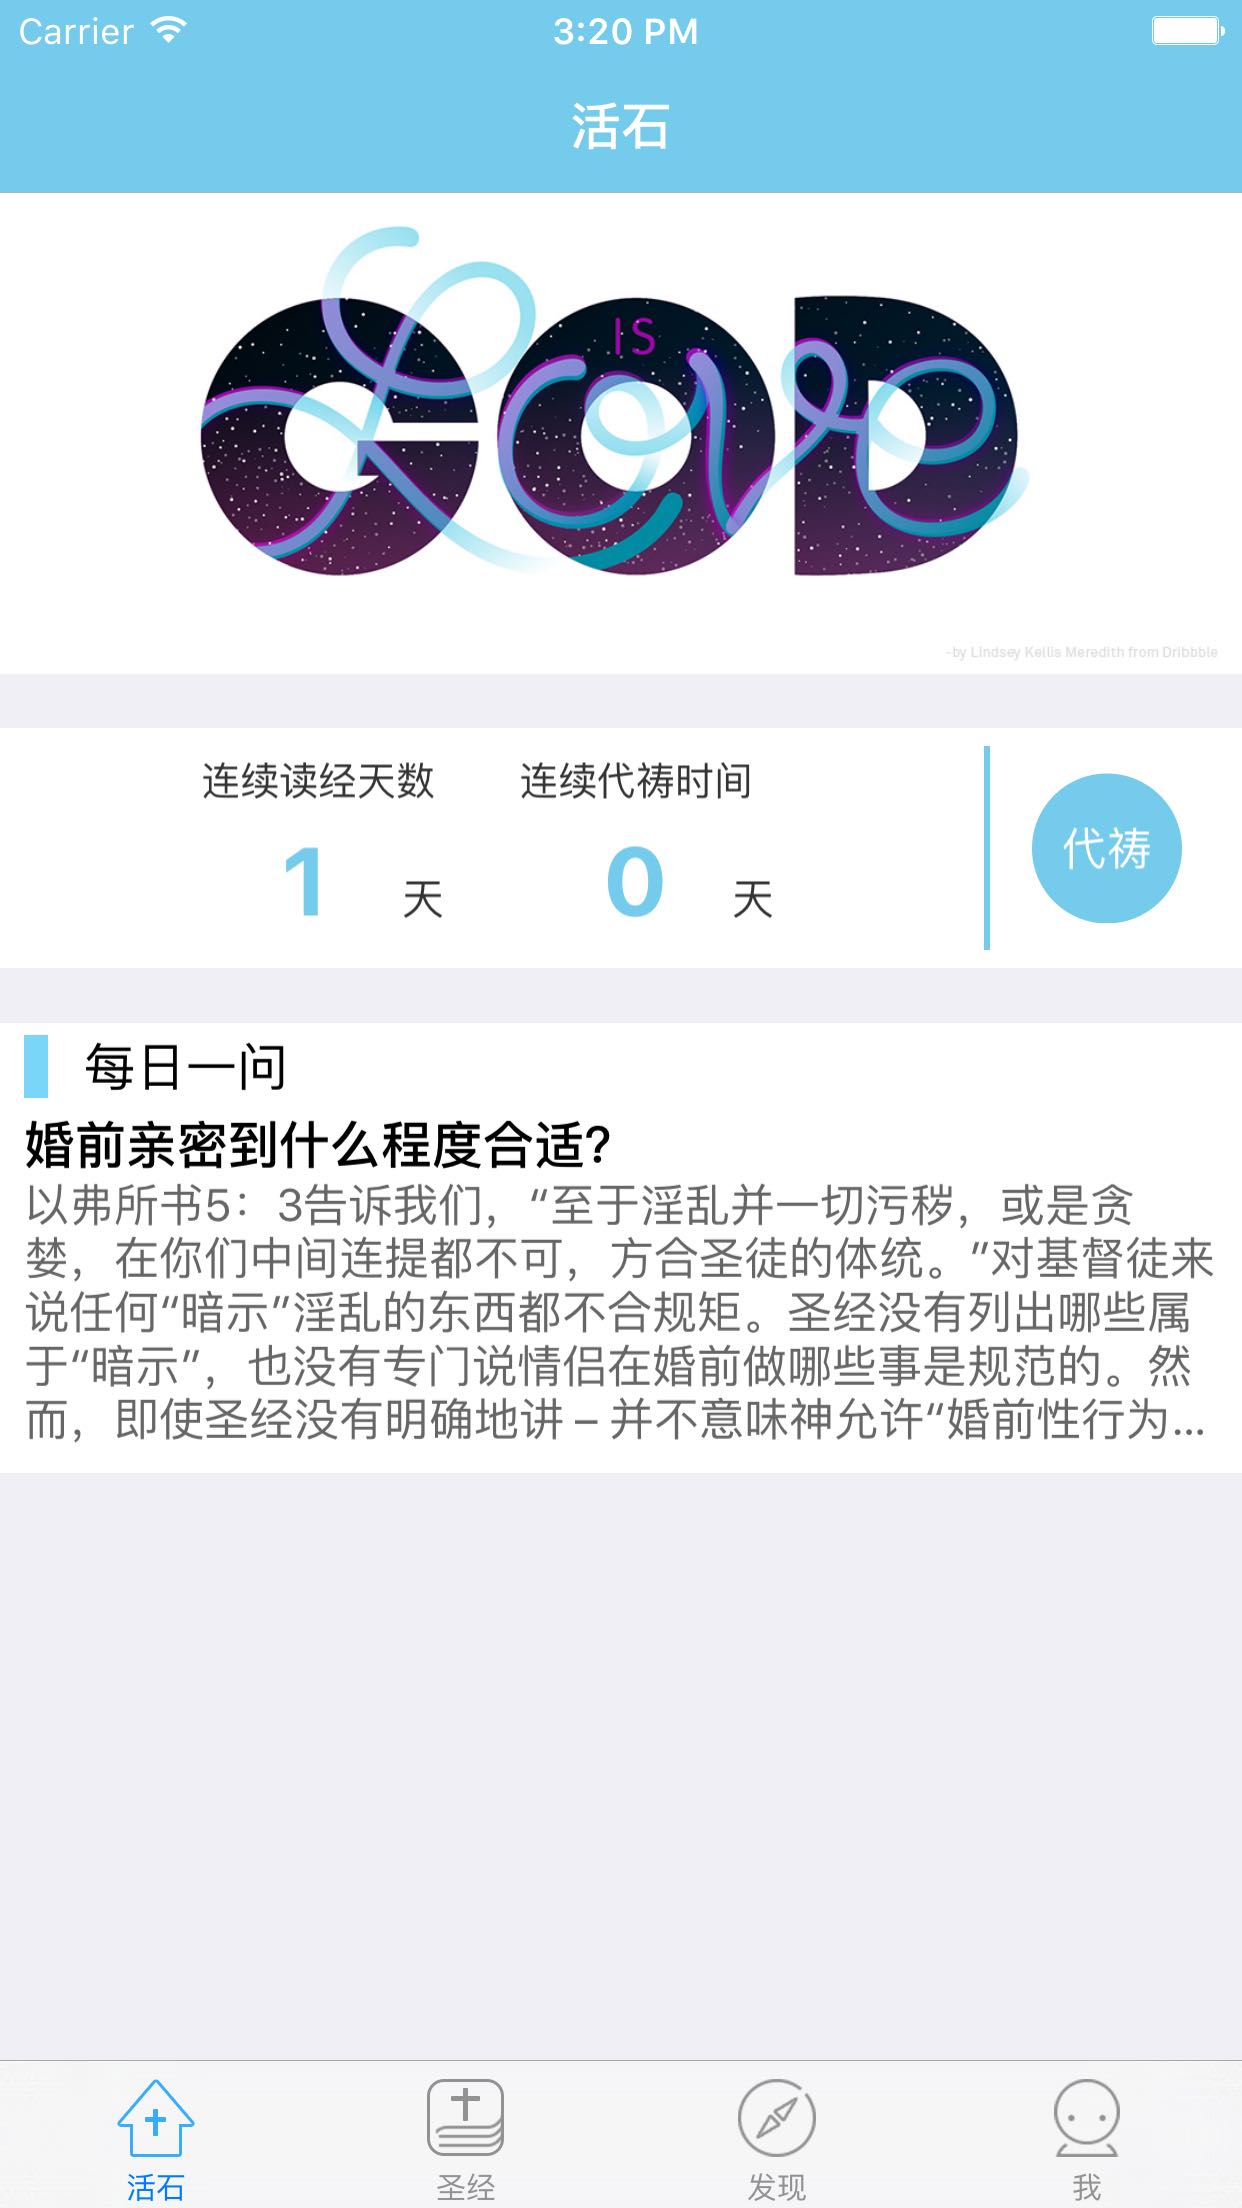 Carrier 3:20 PM
活石
GOD
IS
Love
-by Lindsey Kellis Meredith from Dribbble
连续读经天数 连续代祷时间
1 天 0 天
代祷
每日一问
婚前亲密到什么程度合适?
以弗所书5：3告诉我们，“至于淫乱并一切污秽，或是贪
婪，在你们中间连提都不可，方合圣徒的体统。”对基督徒来
说任何“暗示”淫乱的东西都不合规矩。圣经没有列出哪些属
于“暗示”，也没有专门说情侣在婚前做哪些事是规范的。然
而，即使圣经没有明确地讲 – 并不意味神允许“婚前性行为...
活石 圣经 发现 我